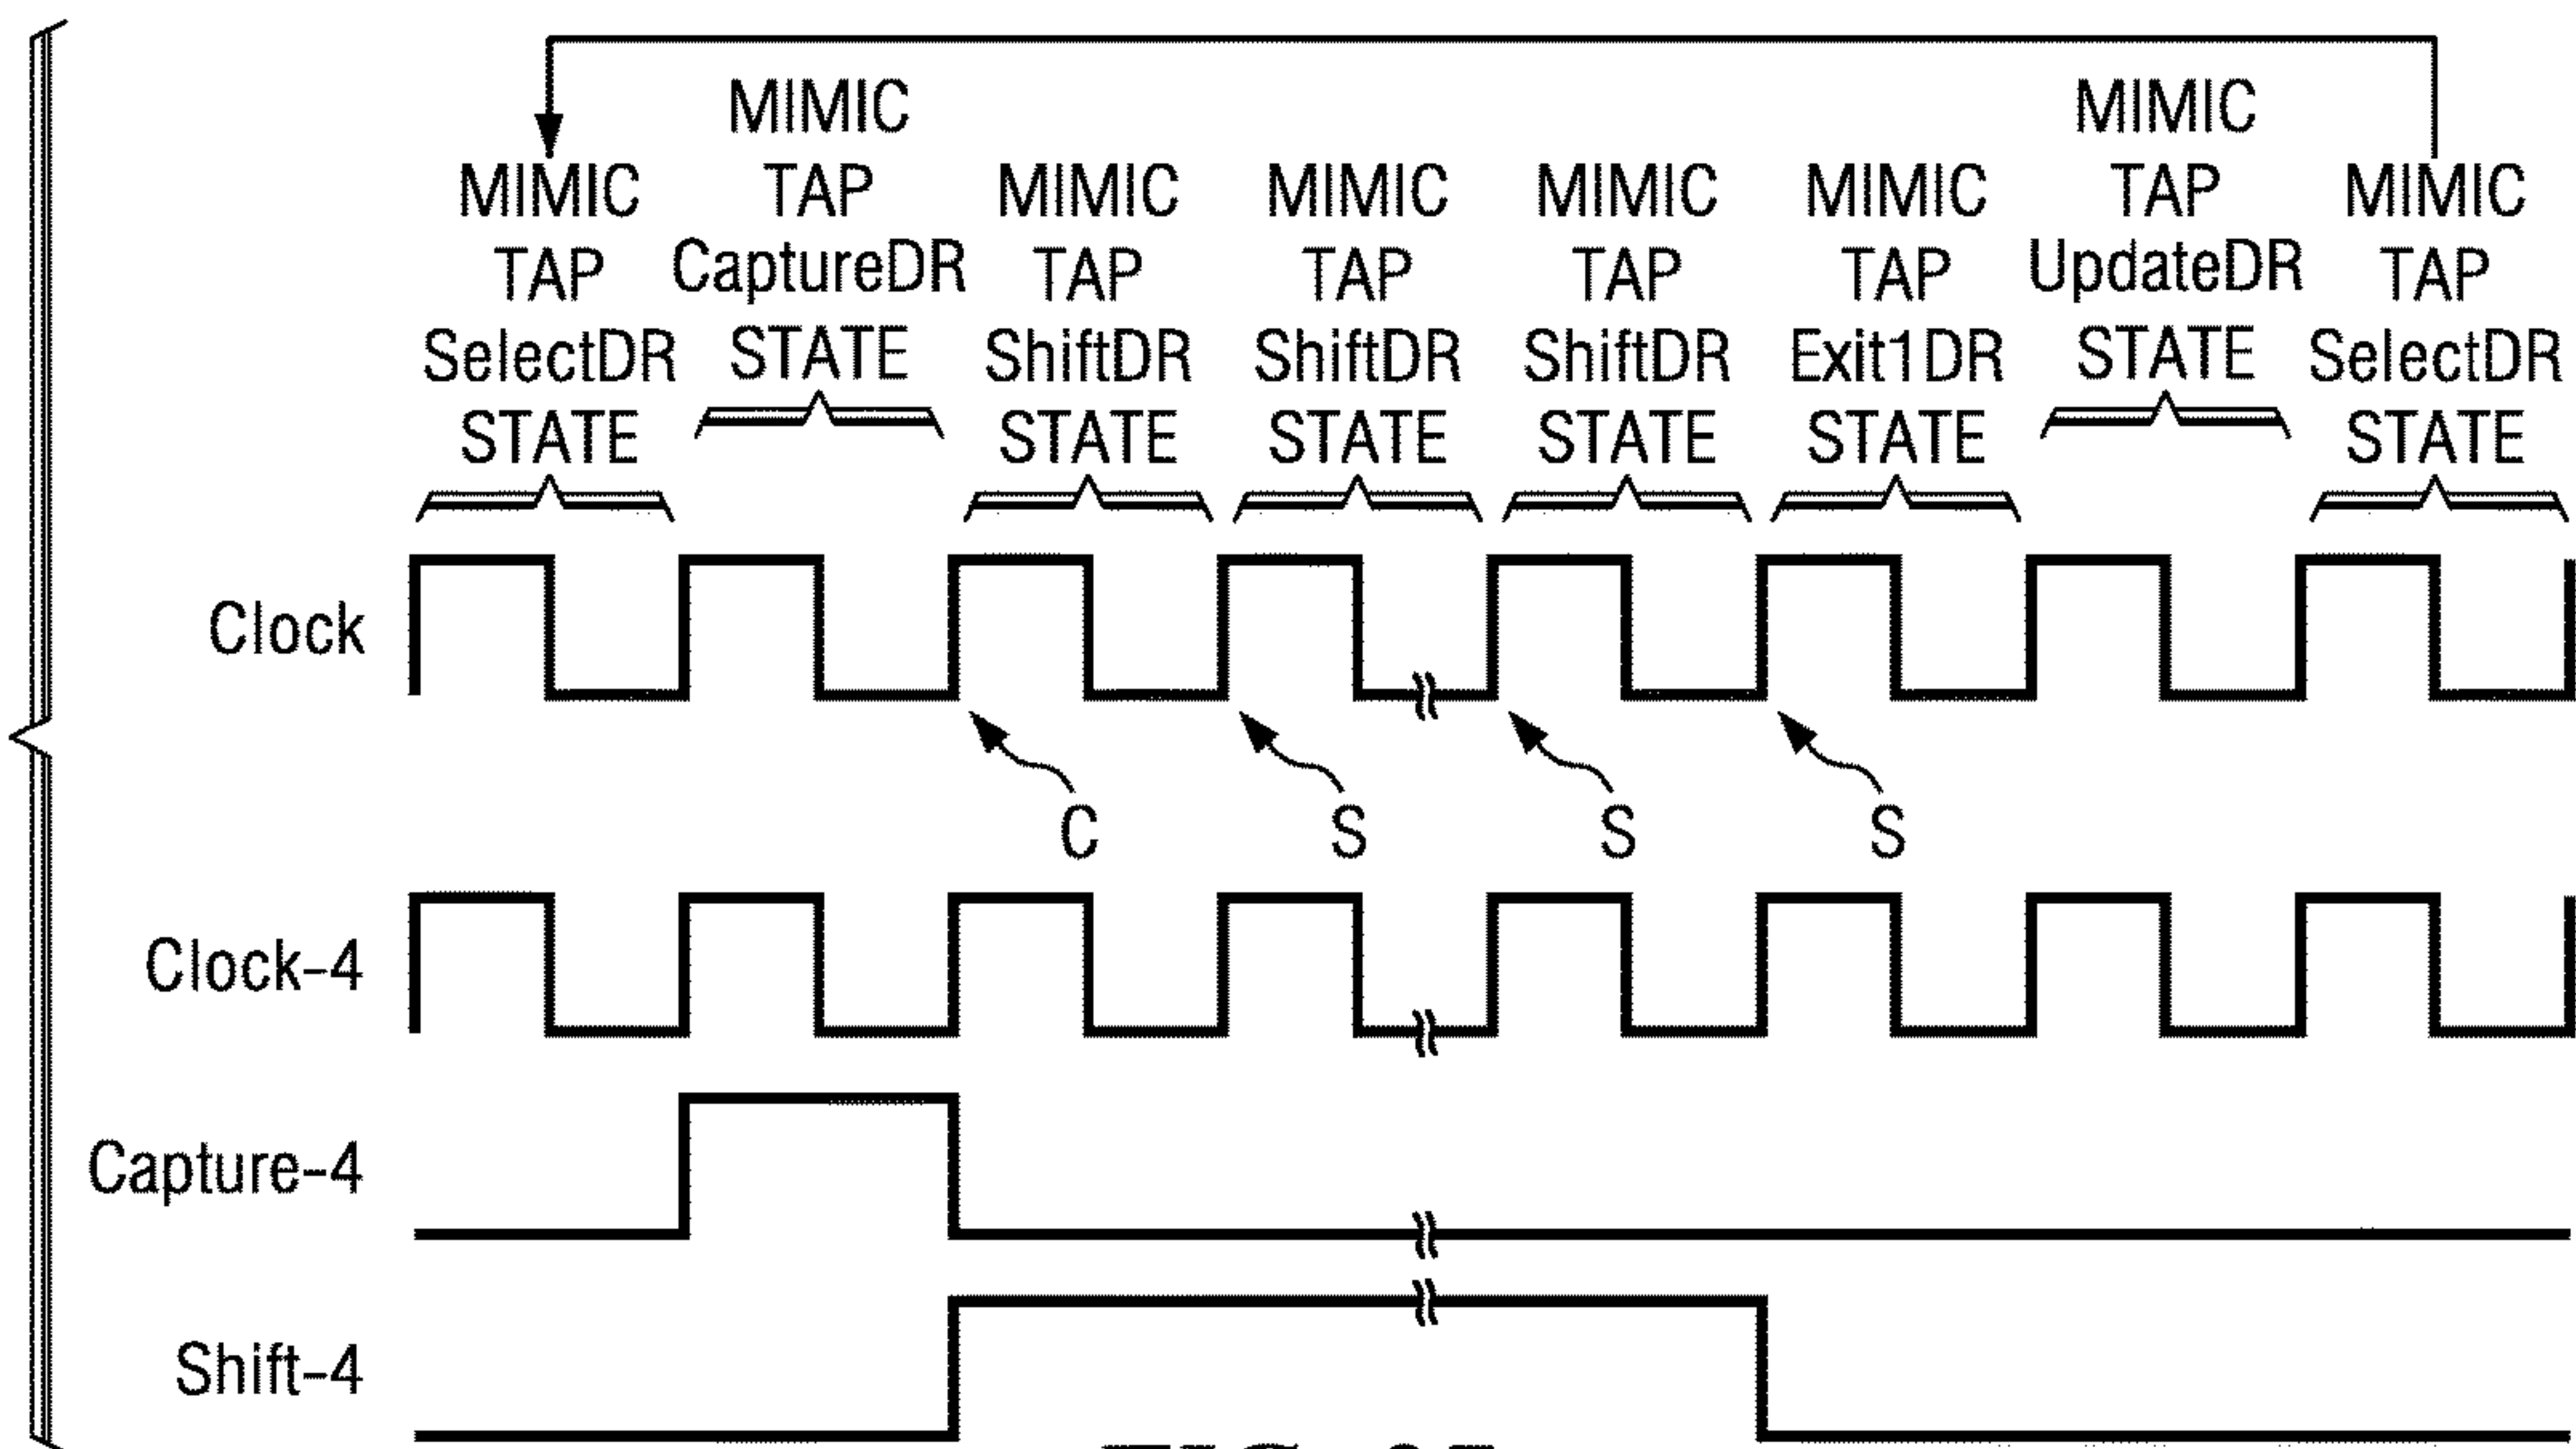 MIMIC
TAP
SelectDR
STATE
MIMIC
TAP
CaptureDR
STATE
MIMIC
TAP
ShiftDR
STATE
MIMIC
TAP
ShiftDR
STATE
MIMIC
TAP
ShiftDR
STATE
MIMIC
TAP
Exit1DR
STATE
MIMIC
TAP
UpdateDR
STATE
MIMIC
TAP
SelectDR
STATE
Clock
C
S
S
S
Clock-4
Capture-4
Shift-4